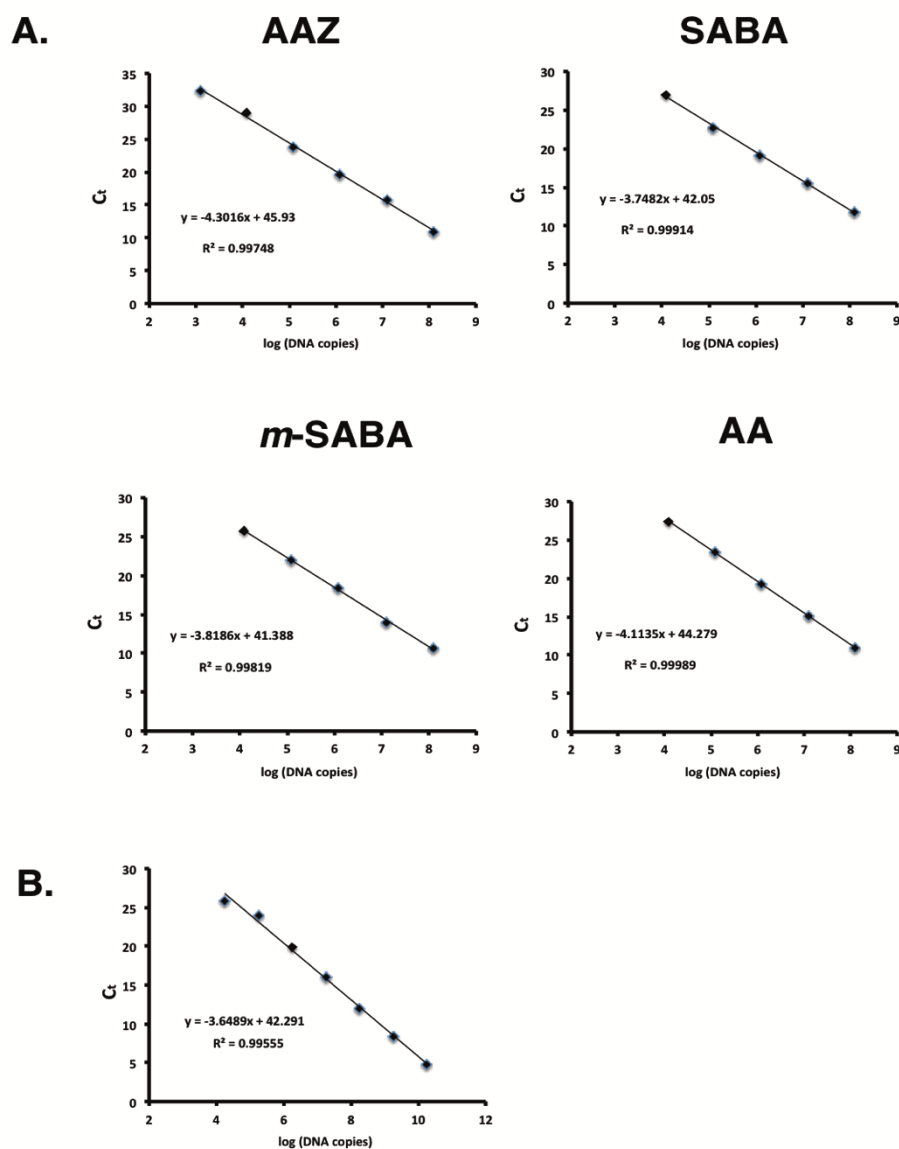 A.
AAZ
SABA
35
30
25
20
15
10
5
0
Ct
y = -4.3016x + 45.93
R² = 0.99748
2 3 4 5 6 7 8 9
log (DNA copies)
30
25
20
15
10
5
0
Ct
y = -3.7482x + 42.05
R² = 0.99914
2 3 4 5 6 7 8 9
log (DNA copies)
m-SABA
AA
30
25
20
15
10
5
0
Ct
y = -3.8186x + 41.388
R² = 0.99819
2 3 4 5 6 7 8 9
log (DNA copies)
30
25
20
15
10
5
0
Ct
y = -4.1135x + 44.279
R² = 0.99989
2 3 4 5 6 7 8 9
log (DNA copies)
B.
30
25
20
15
10
5
0
Ct
y = -3.6489x + 42.291
R² = 0.99555
2 4 6 8 10 12
log (DNA copies)